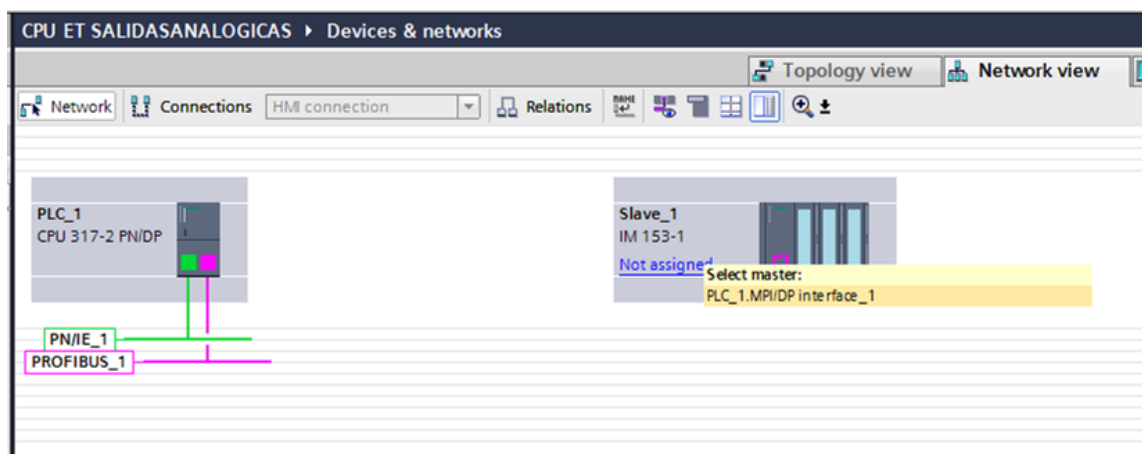 CPU ET SALIDASANALOGICAS ▸ Devices & networks
Topology view
Network view
Network
Connections
HMI connection
Relations
PLC_1
CPU 317-2 PN/DP
Slave_1
IM 153-1
Not assigned
Select master:
PLC_1.MPI/DP interface_1
PN/IE_1
PROFIBUS_1